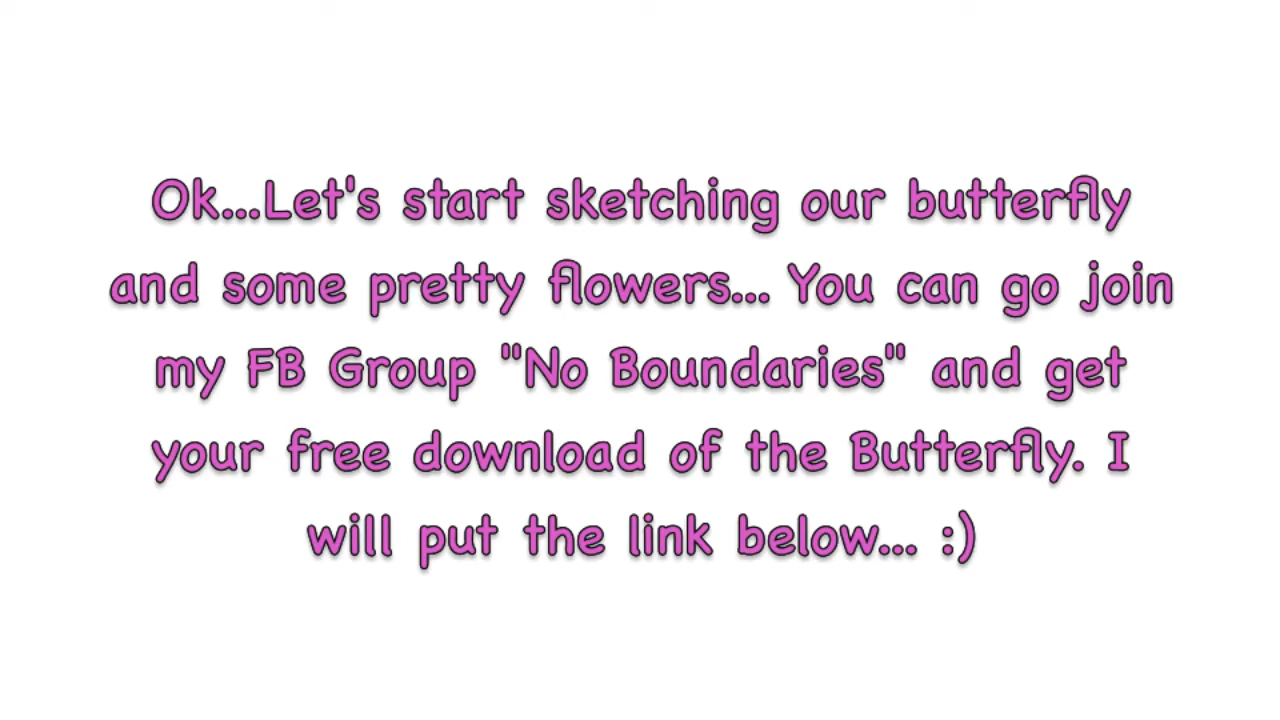 Ok...Let's start sketching our butterfly
and some pretty flowers... You can go join
my FB Group "No Boundaries" and get
your free download of the Butterfly. I
will put the link below... :)